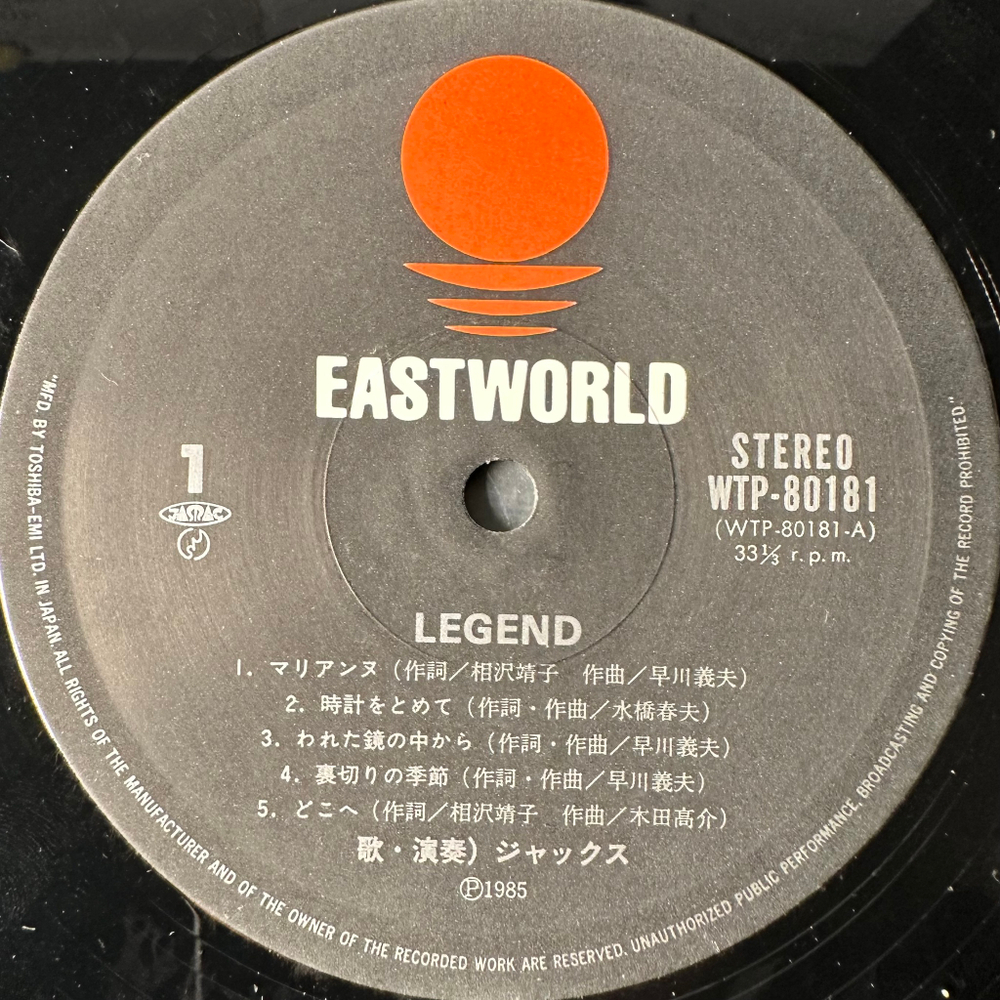 EASTWORLD
1
JASRAC
STEREO
WTP-80181
(WTP-80181-A)
33⅓ r.p.m.
LEGEND
1. マリアンヌ (作詞／相沢靖子　作曲／早川義夫)
2. 時計をとめて (作詞・作曲／水橋春夫)
3. われた鏡の中から (作詞・作曲／早川義夫)
4. 裏切りの季節 (作詞・作曲／早川義夫)
5. どこへ (作詞／相沢靖子　作曲／木田高介)
歌・演奏) ジャックス
Ⓟ1985
"MFD. BY TOSHIBA-EMI LTD. IN JAPAN. ALL RIGHTS OF THE MANUFACTURER AND OF THE OWNER OF THE RECORDED WORK ARE RESERVED. UNAUTHORIZED PUBLIC PERFORMANCE, BROADCASTING AND COPYING OF THE RECORD PROHIBITED."